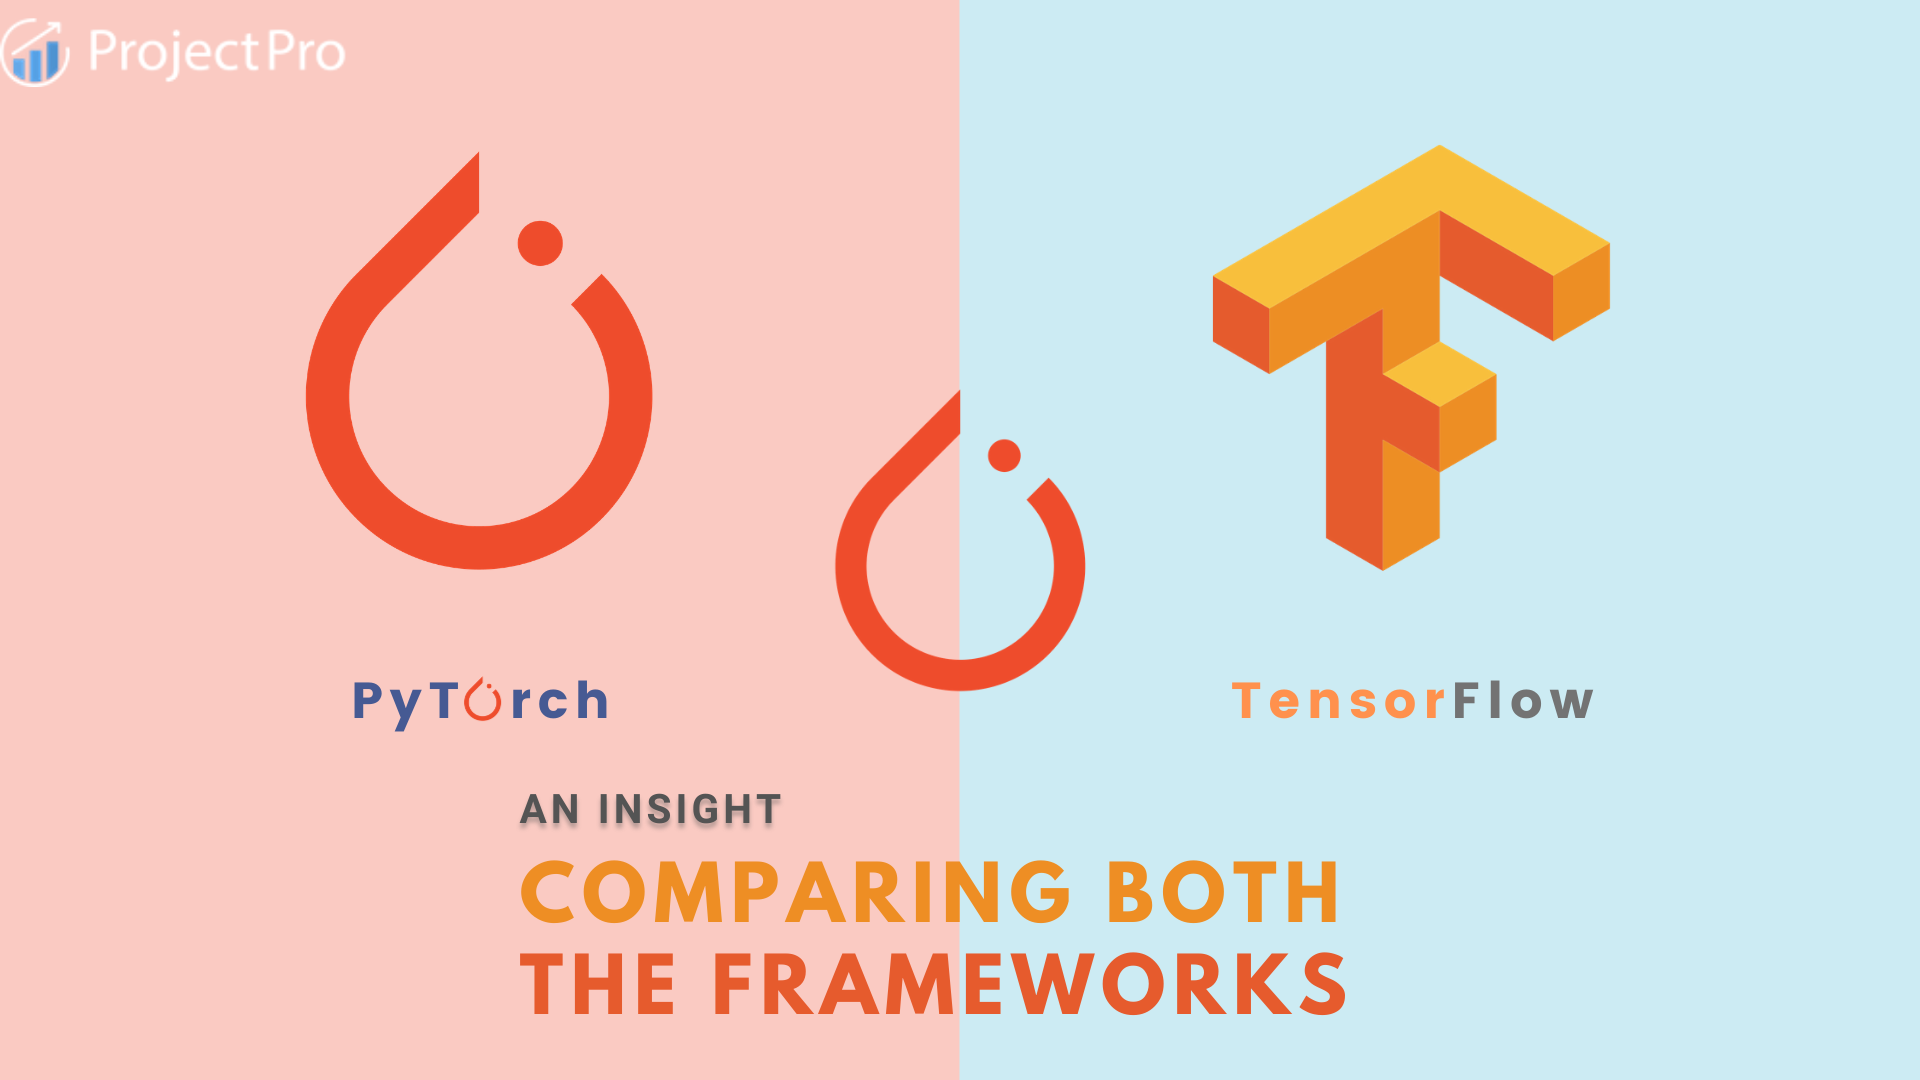 ProjectPro
PyTorch
TensorFlow
AN INSIGHT
COMPARING BOTH
THE FRAMEWORKS